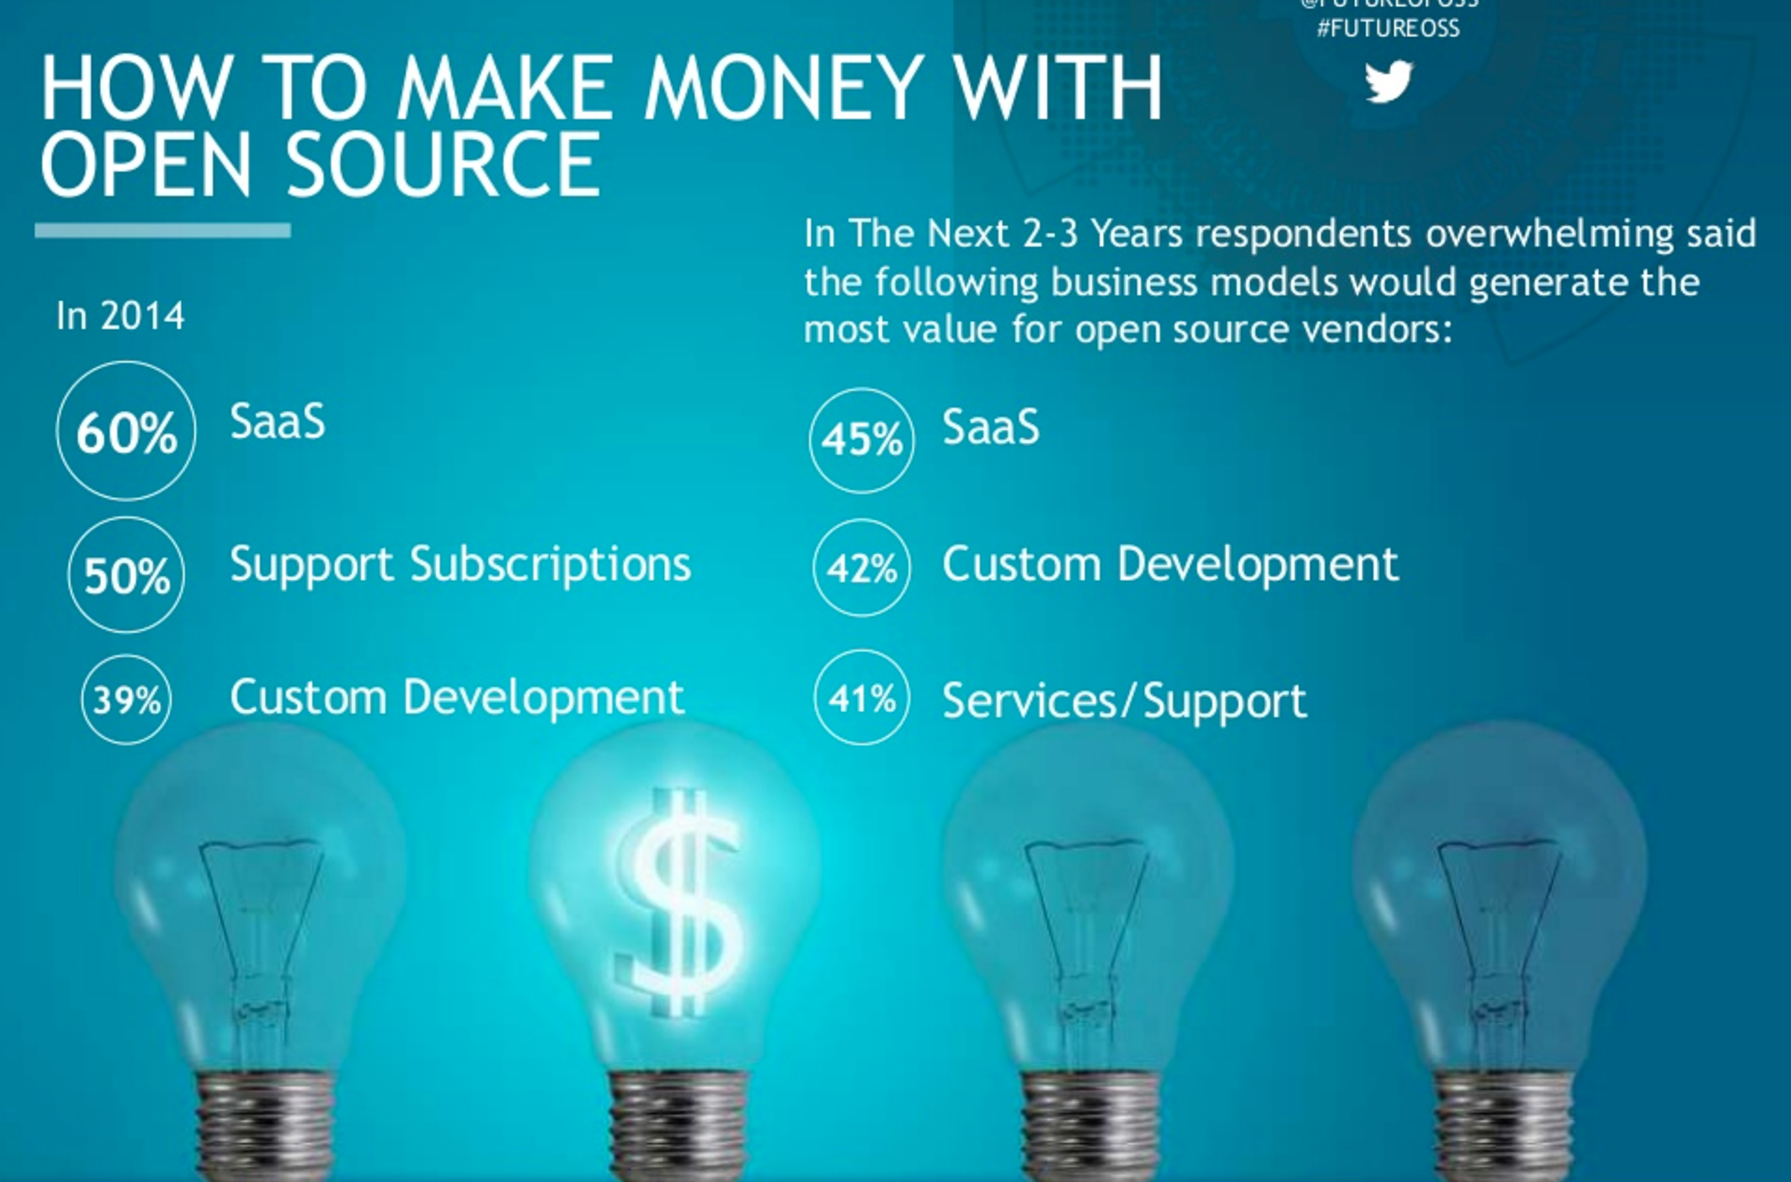 @FUTUREOFOSS
#FUTUREOSS
HOW TO MAKE MONEY WITH
OPEN SOURCE
In 2014
60% SaaS
50% Support Subscriptions
39% Custom Development
In The Next 2-3 Years respondents overwhelming said
the following business models would generate the
most value for open source vendors:
45% SaaS
42% Custom Development
41% Services/Support